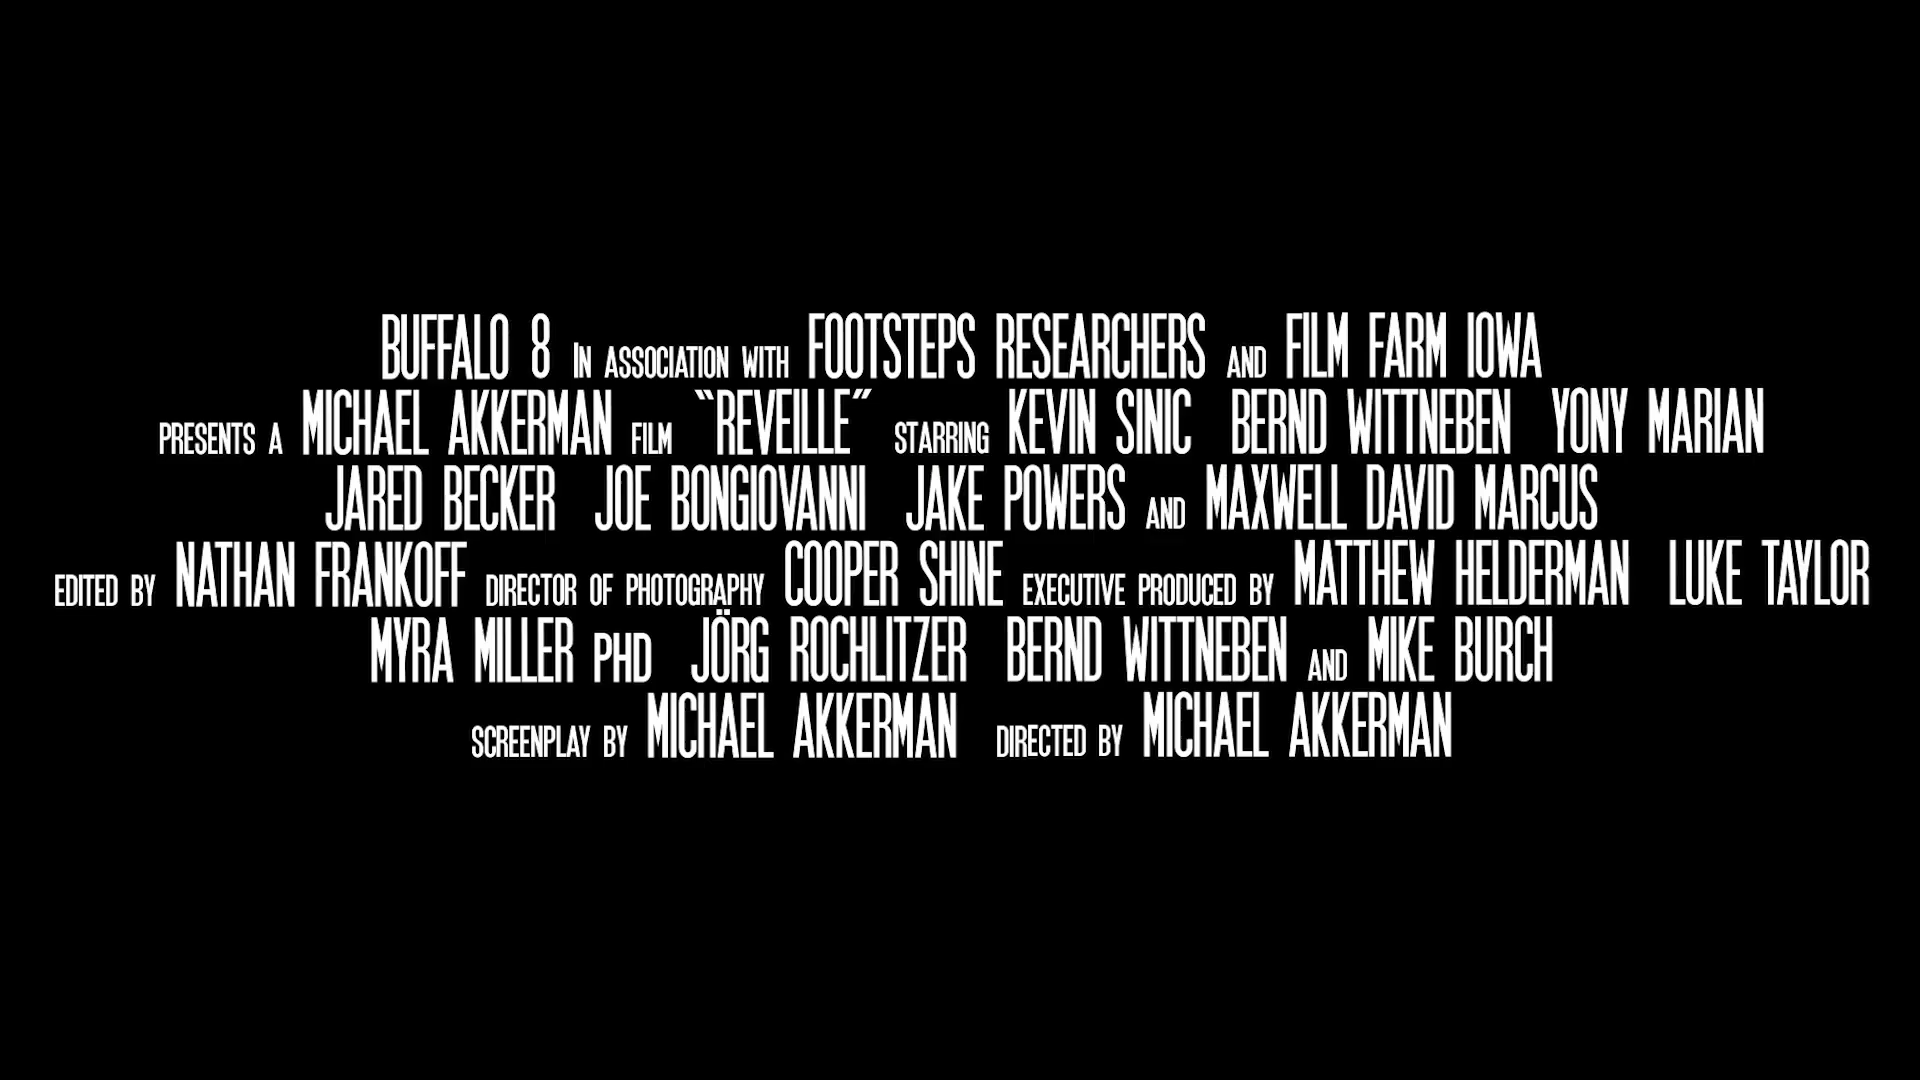 BUFFALO 8 IN ASSOCIATION WITH FOOTSTEPS RESEARCHERS AND FILM FARM IOWA
PRESENTS A MICHAEL AKKERMAN FILM “REVEILLE” STARRING KEVIN SINIC BERND WITTNEBEN YONY MARIAN
JARED BECKER JOE BONGIOVANNI JAKE POWERS AND MAXWELL DAVID MARCUS
EDITED BY NATHAN FRANKOFF DIRECTOR OF PHOTOGRAPHY COOPER SHINE EXECUTIVE PRODUCED BY MATTHEW HELDERMAN LUKE TAYLOR
MYRA MILLER PHD JÖRG ROCHLITZER BERND WITTNEBEN AND MIKE BURCH
SCREENPLAY BY MICHAEL AKKERMAN DIRECTED BY MICHAEL AKKERMAN